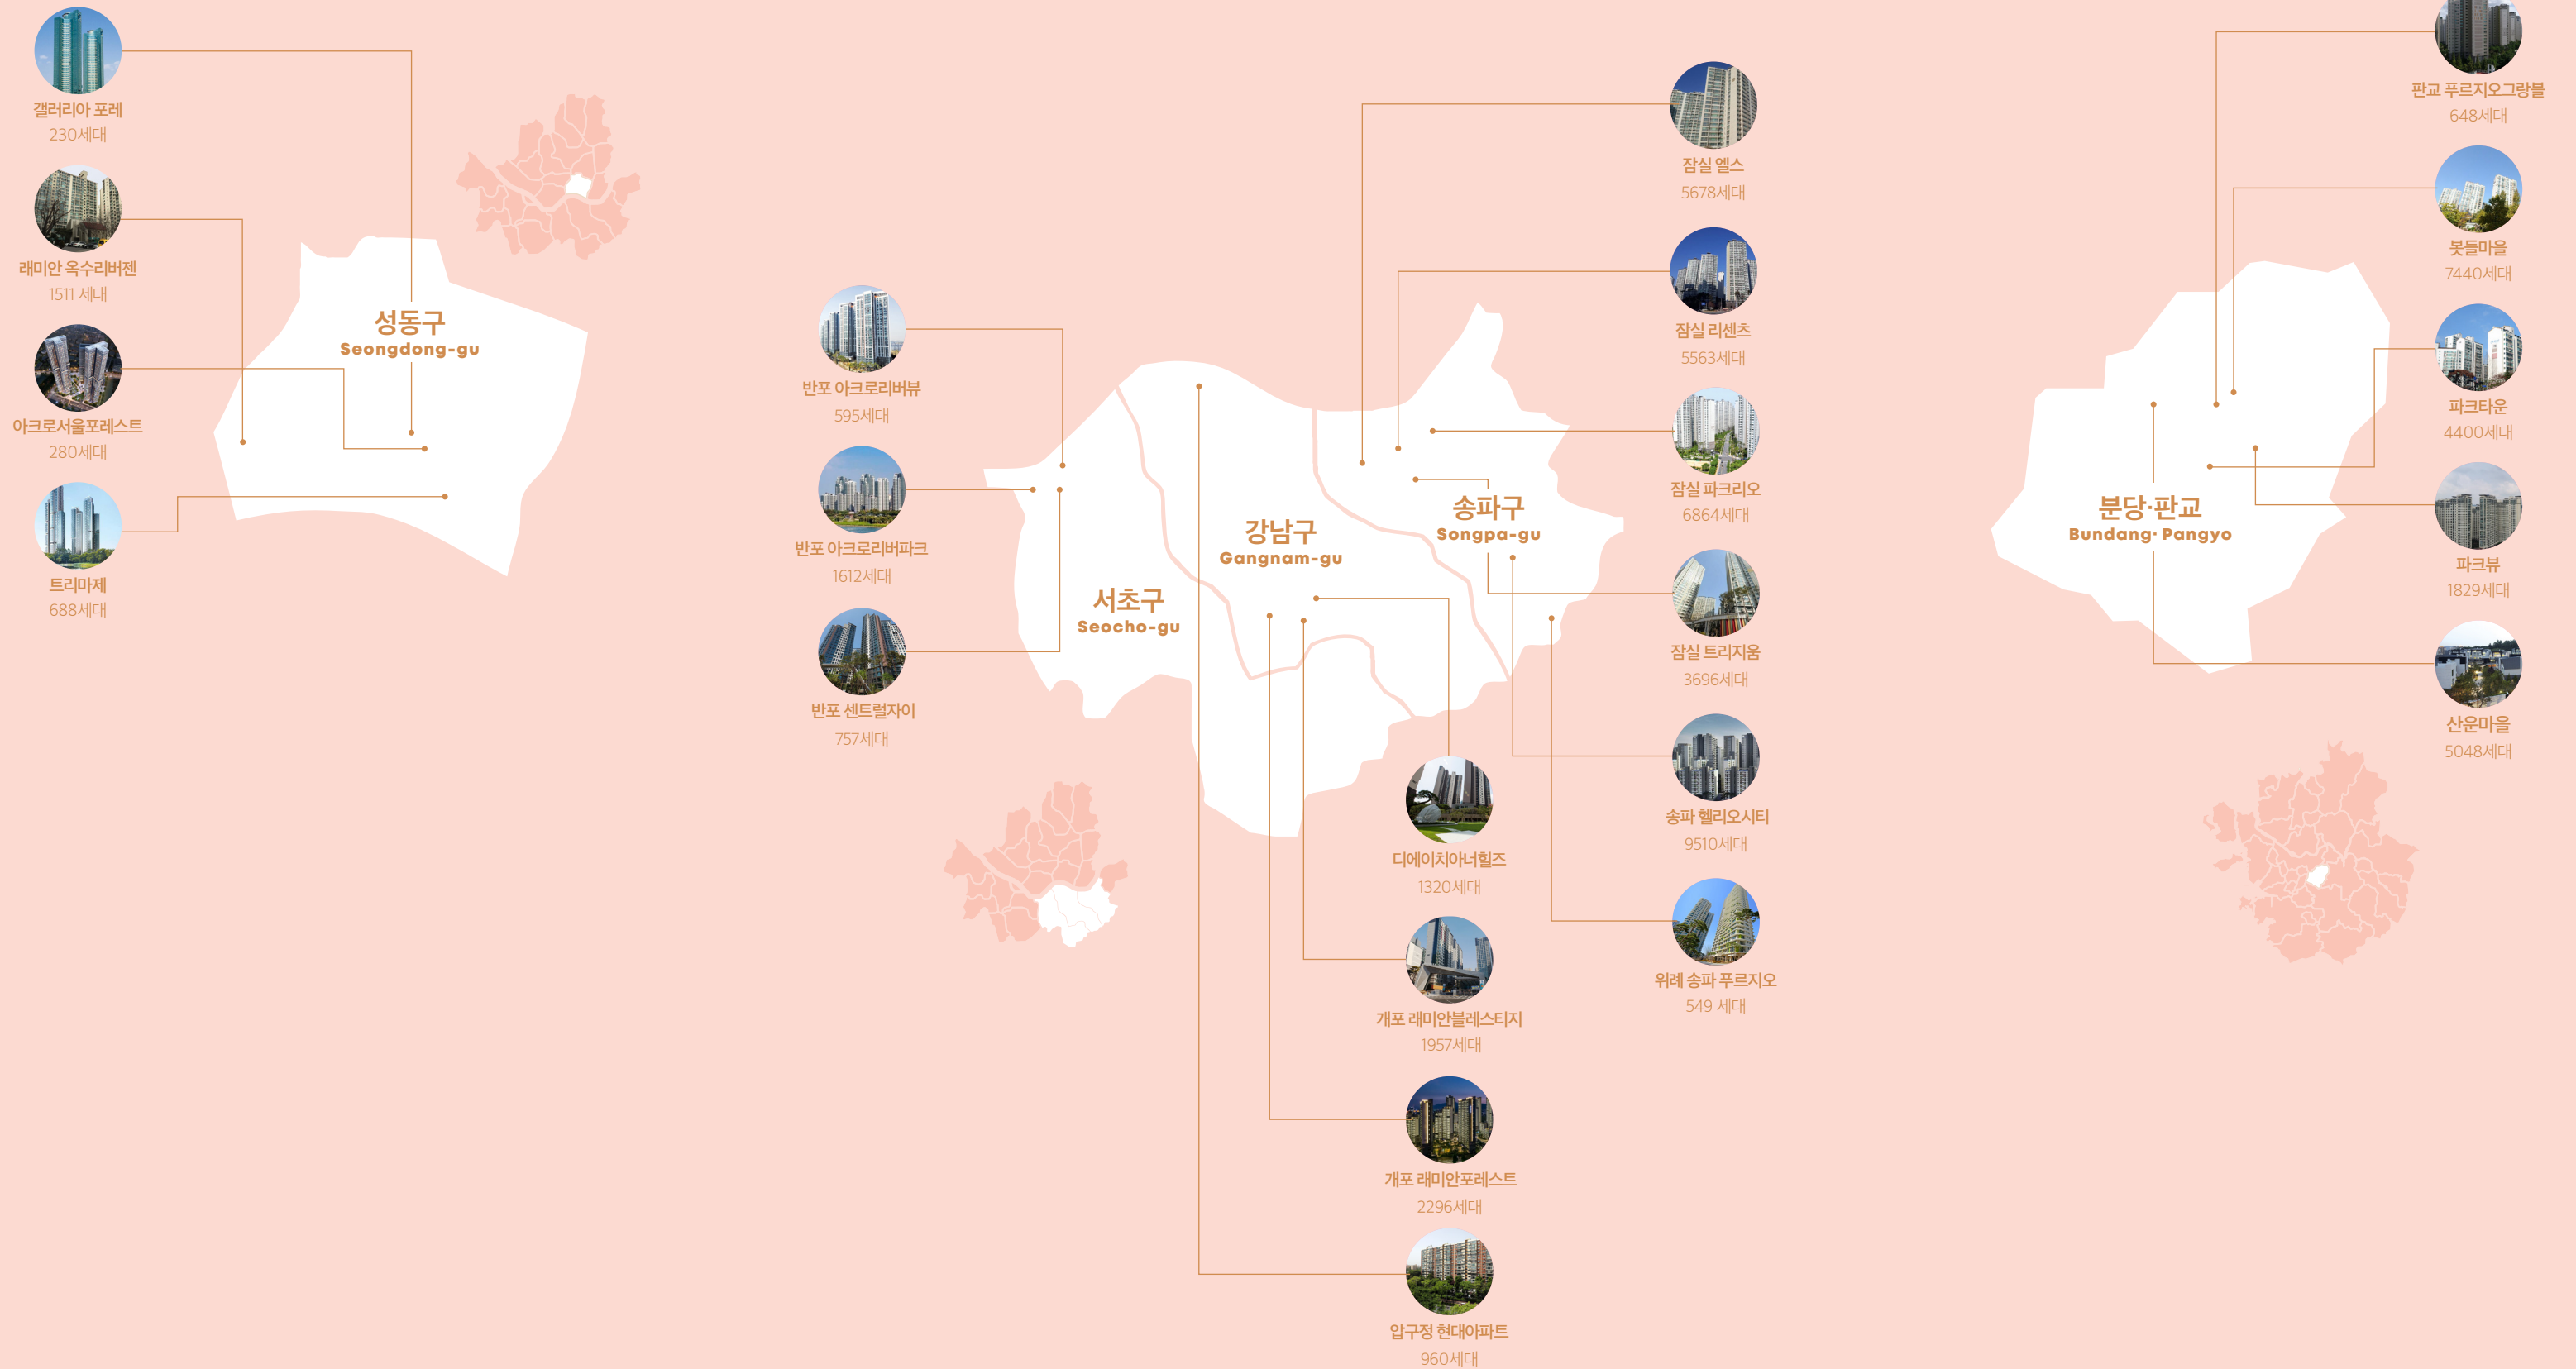 갤러리아 포레
230세대
래미안 옥수리버젠
1511 세대
아크로서울포레스트
280세대
트리마제
688세대
성동구
Seongdong-gu
반포 아크로리버뷰
595세대
반포 아크로리버파크
1612세대
반포 센트럴자이
757세대
서초구
Seocho-gu
강남구
Gangnam-gu
송파구
Songpa-gu
잠실 엘스
5678세대
잠실 리센츠
5563세대
잠실 파크리오
6864세대
잠실 트리지움
3696세대
송파 헬리오시티
9510세대
위례 송파 푸르지오
549 세대
디에이치아너힐즈
1320세대
개포 래미안블레스티지
1957세대
개포 래미안포레스트
2296세대
압구정 현대아파트
960세대
분당·판교
Bundang· Pangyo
판교 푸르지오그랑블
648세대
봇들마을
7440세대
파크타운
4400세대
파크뷰
1829세대
산운마을
5048세대